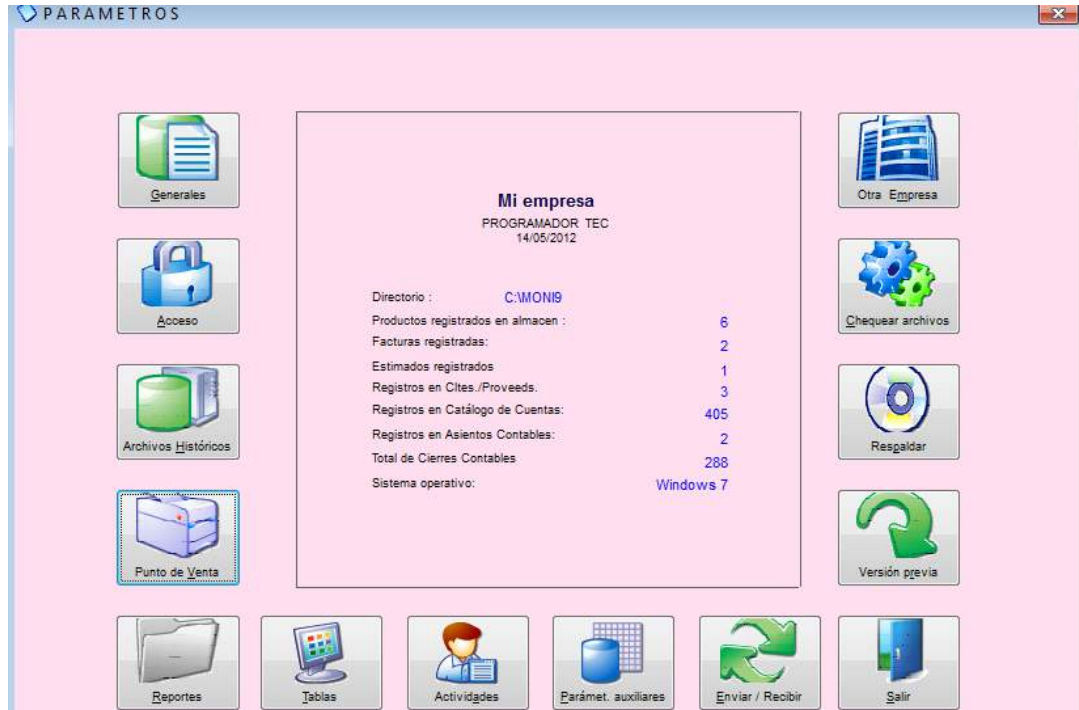 PARAMETROS
Generales
Otra Empresa
Mi empresa
PROGRAMADOR TEC
14/05/2012
Acceso
Chequear archivos
Directorio : C:\MONI9
Productos registrados en almacen : 6
Facturas registradas: 2
Estimados registrados 1
Registros en Cltes./Proveeds. 3
Registros en Catálogo de Cuentas: 405
Registros en Asientos Contables: 2
Total de Cierres Contables 288
Sistema operativo: Windows 7
Archivos Históricos
Respaldar
Punto de Venta
Versión previa
Reportes
Tablas
Actividades
Parámet. auxiliares
Enviar / Recibir
Salir